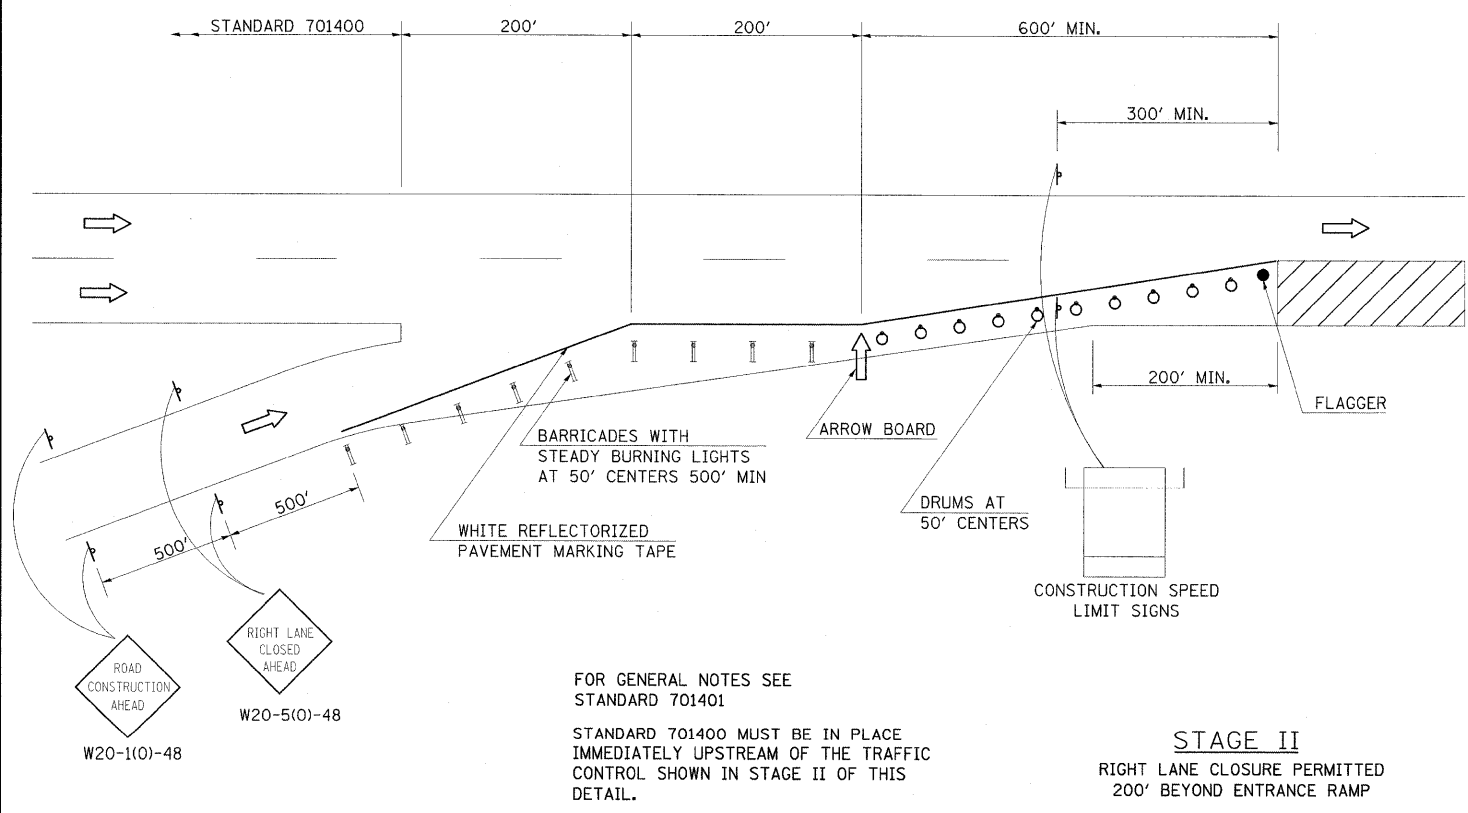 STANDARD 701400
200'
200'
600' MIN.
300' MIN.
200' MIN.
FLAGGER
ARROW BOARD
BARRICADES WITH
STEADY BURNING LIGHTS
AT 50' CENTERS 500' MIN
DRUMS AT
50' CENTERS
WHITE REFLECTORIZED
PAVEMENT MARKING TAPE
500'
500'
CONSTRUCTION SPEED
LIMIT SIGNS
RIGHT LANE
CLOSED
AHEAD
W20-5(O)-48
ROAD
CONSTRUCTION
AHEAD
W20-1(O)-48
FOR GENERAL NOTES SEE
STANDARD 701401
STANDARD 701400 MUST BE IN PLACE
IMMEDIATELY UPSTREAM OF THE TRAFFIC
CONTROL SHOWN IN STAGE II OF THIS
DETAIL.
STAGE II
RIGHT LANE CLOSURE PERMITTED
200' BEYOND ENTRANCE RAMP